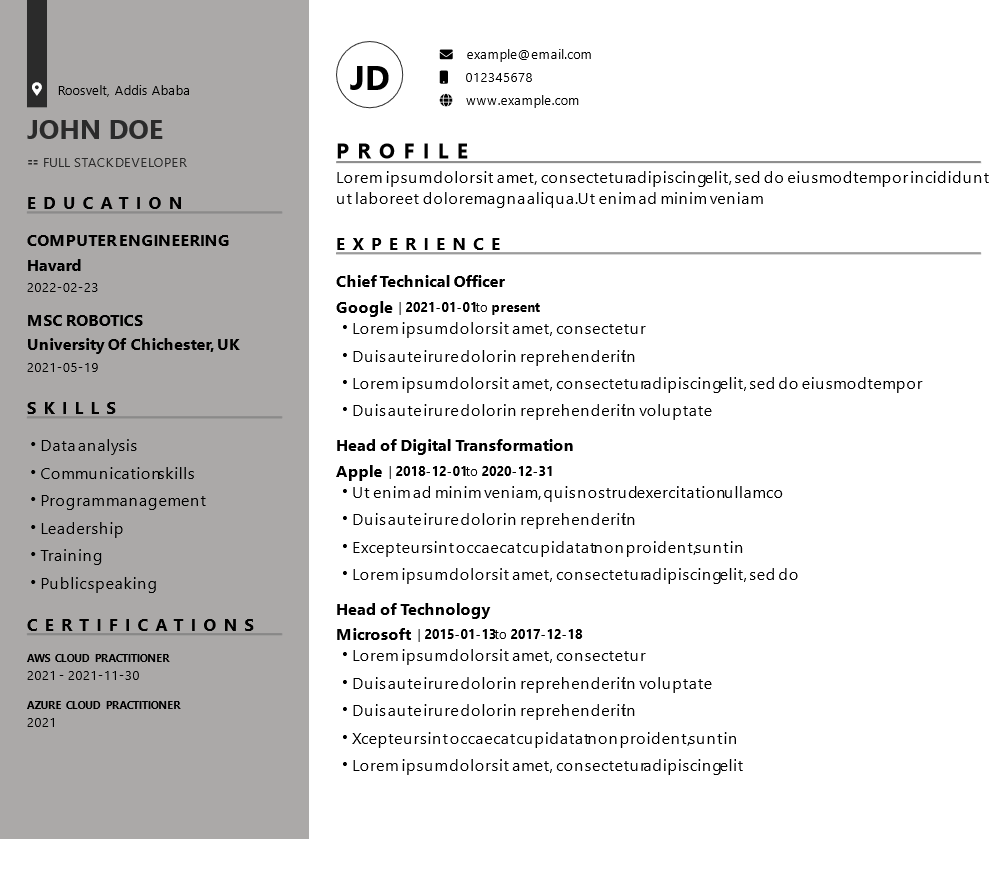 Roosvelt, Addis Ababa
JOHN DOE
:: FULL STACK DEVELOPER
EDUCATION
COMPUTER ENGINEERING
Havard
2022-02-23
MSC ROBOTICS
University Of Chichester, UK
2021-05-19
SKILLS
• Data analysis
• Communication skills
• Program management
• Leadership
• Training
• Public speaking
CERTIFICATIONS
AWS CLOUD PRACTITIONER
2021 - 2021-11-30
AZURE CLOUD PRACTITIONER
2021
JD
example@email.com
012345678
www.example.com
PROFILE
Lorem ipsum dolor sit amet, consectetur adipiscing elit, sed do eiusmod tempor incididunt
ut labore et dolore magna aliqua. Ut enim ad minim veniam
EXPERIENCE
Chief Technical Officer
Google | 2021-01-01 to present
• Lorem ipsum dolor sit amet, consectetur
• Duis aute irure dolor in reprehenderit in
• Lorem ipsum dolor sit amet, consectetur adipiscing elit, sed do eiusmod tempor
• Duis aute irure dolor in reprehenderit in voluptate
Head of Digital Transformation
Apple | 2018-12-01 to 2020-12-31
• Ut enim ad minim veniam, quis nostrud exercitation ullamco
• Duis aute irure dolor in reprehenderit in
• Excepteur sint occaecat cupidatat non proident, sunt in
• Lorem ipsum dolor sit amet, consectetur adipiscing elit, sed do
Head of Technology
Microsoft | 2015-01-13 to 2017-12-18
• Lorem ipsum dolor sit amet, consectetur
• Duis aute irure dolor in reprehenderit in voluptate
• Duis aute irure dolor in reprehenderit in
• Xcepteur sint occaecat cupidatat non proident, sunt in
• Lorem ipsum dolor sit amet, consectetur adipiscing elit